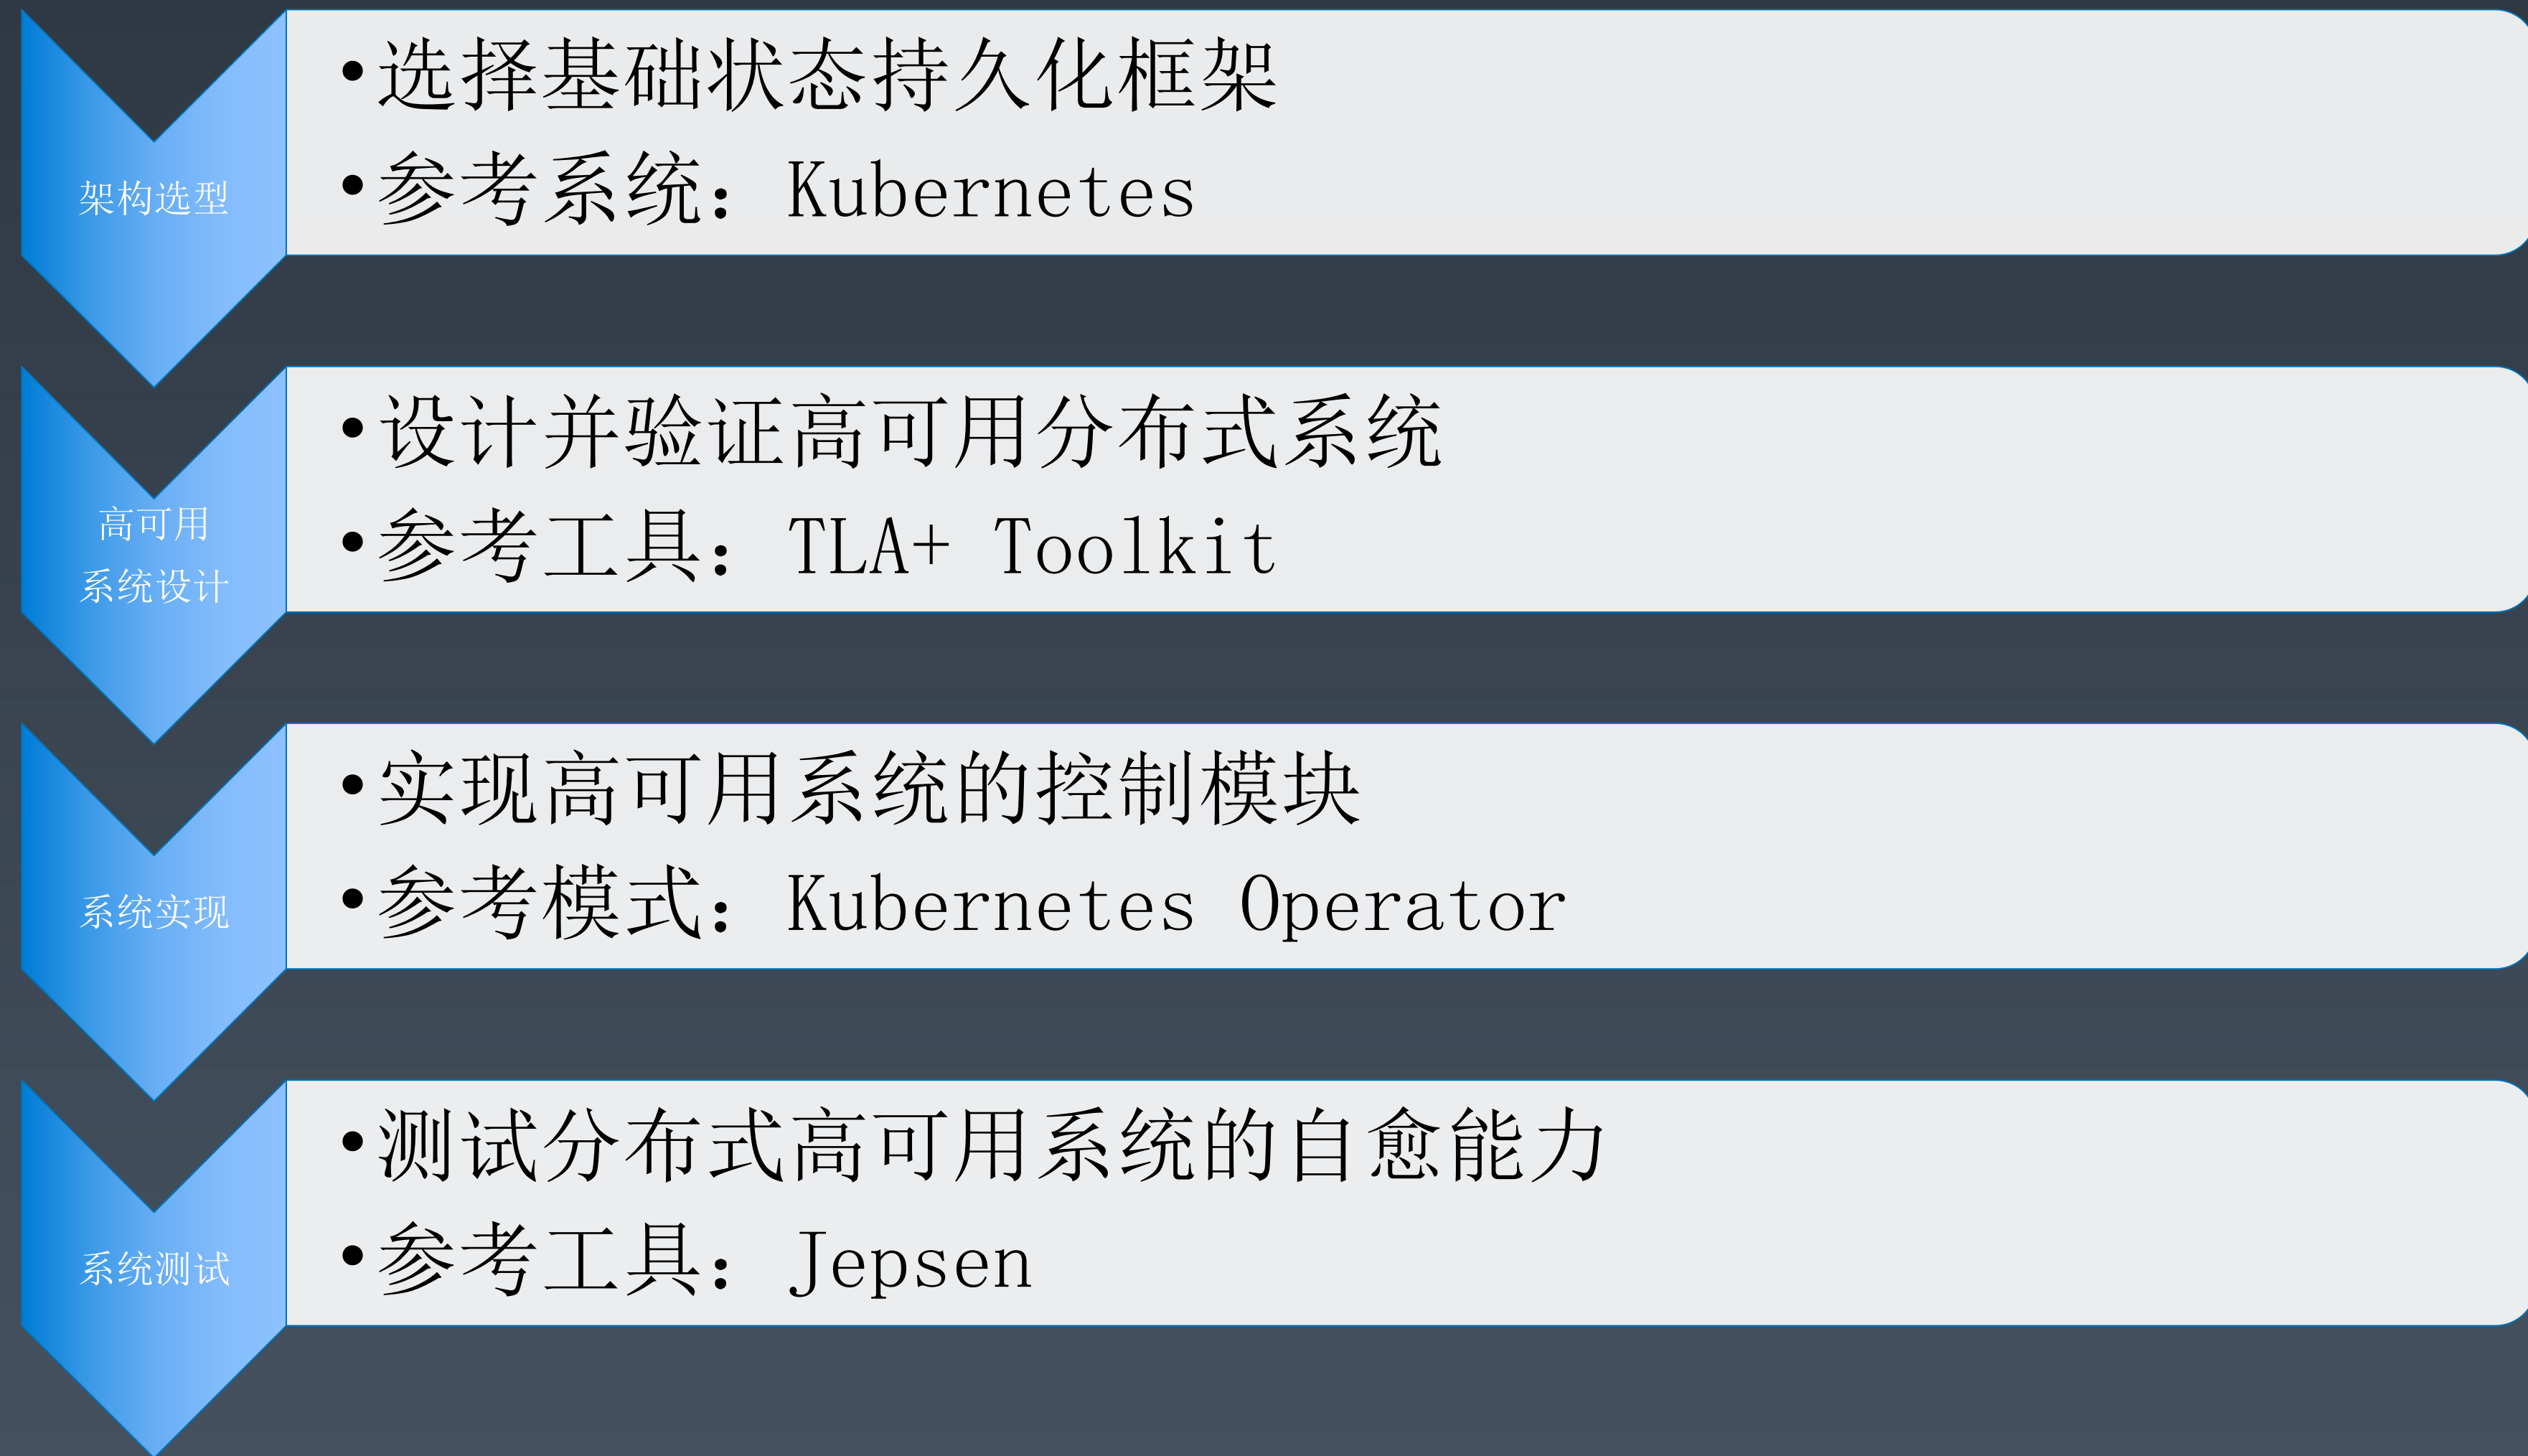 架构选型
•选择基础状态持久化框架
•参考系统：Kubernetes
高可用
系统设计
•设计并验证高可用分布式系统
•参考工具：TLA+ Toolkit
系统实现
•实现高可用系统的控制模块
•参考模式：Kubernetes Operator
系统测试
•测试分布式高可用系统的自愈能力
•参考工具：Jepsen